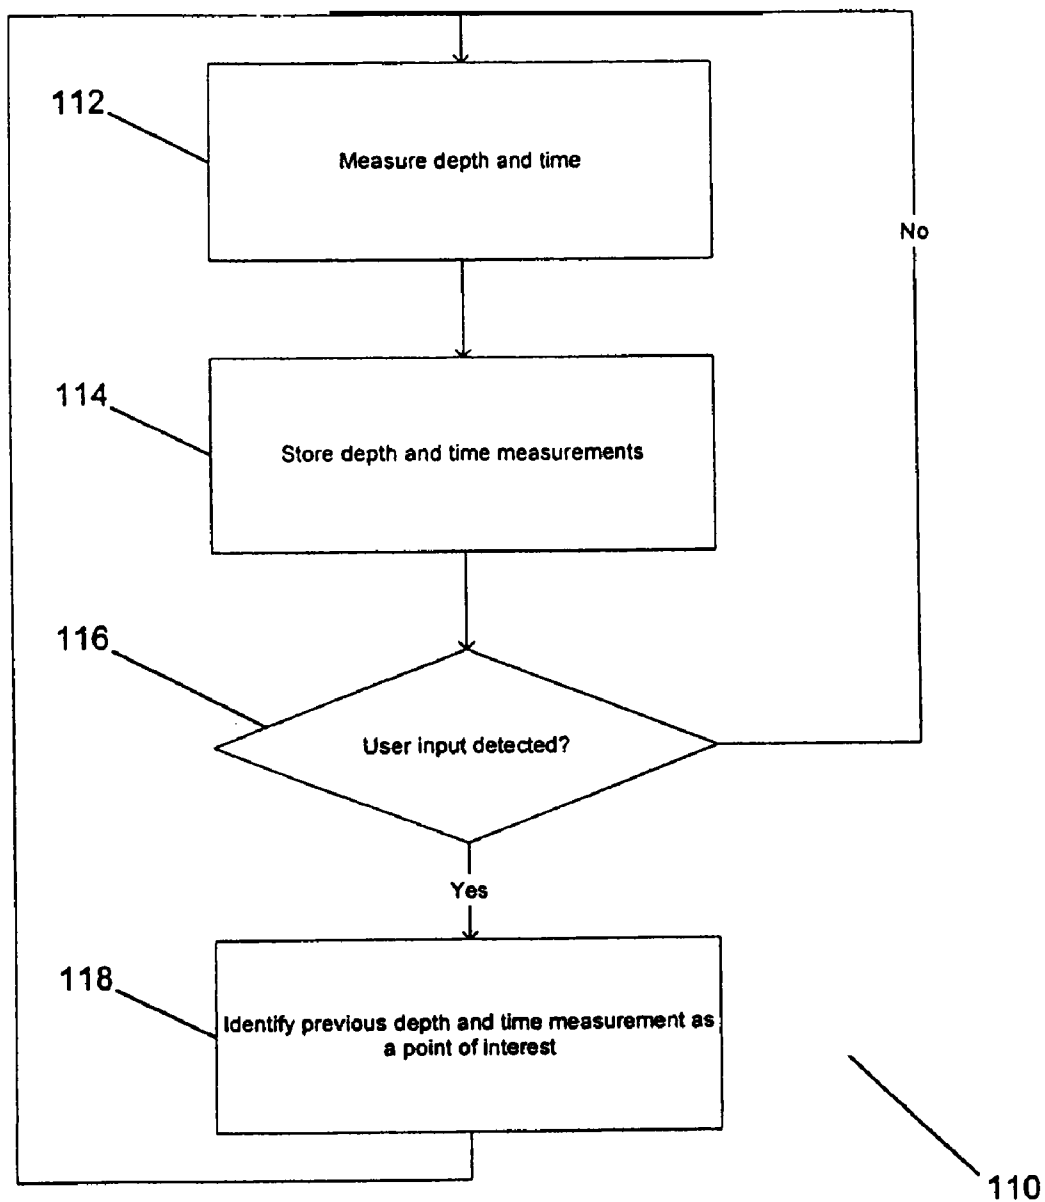 112
Measure depth and time
No
114
Store depth and time measurements
116
User input detected?
Yes
118
Identify previous depth and time measurement as
a point of interest
110